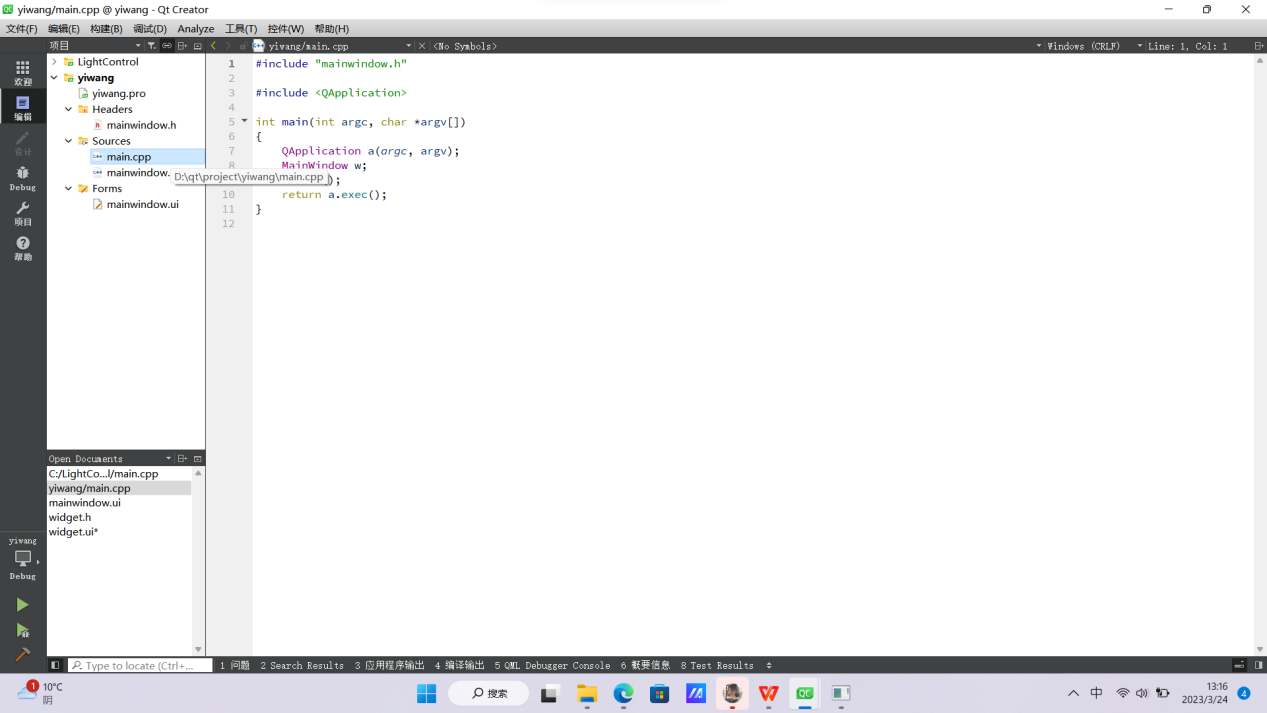 yiwang/main.cpp @ yiwang - Qt Creator
文件(F) 编辑(E) 构建(B) 调试(D) Analyze 工具(T) 控件(W) 帮助(H)
项目
yiwang/main.cpp
<No Symbols>
Windows (CRLF)
Line: 1, Col: 1
欢迎
编辑
设计
Debug
项目
帮助
yiwang
Debug
LightControl
yiwang
yiwang.pro
Headers
mainwindow.h
Sources
main.cpp
mainwindow.
Forms
mainwindow.ui
D:\qt\project\yiwang\main.cpp
1 #include "mainwindow.h"
2
3 #include <QApplication>
4
5 int main(int argc, char *argv[])
6 {
7 QApplication a(argc, argv);
8 MainWindow w;
);
10 return a.exec();
11 }
12
Open Documents
C:/LightCo...l/main.cpp
yiwang/main.cpp
mainwindow.ui
widget.h
widget.ui*
Type to locate (Ctrl+...
1 问题 2 Search Results 3 应用程序输出 4 编译输出 5 QML Debugger Console 6 概要信息 8 Test Results
1
10°C
阴
搜索
中
13:16
2023/3/24
4